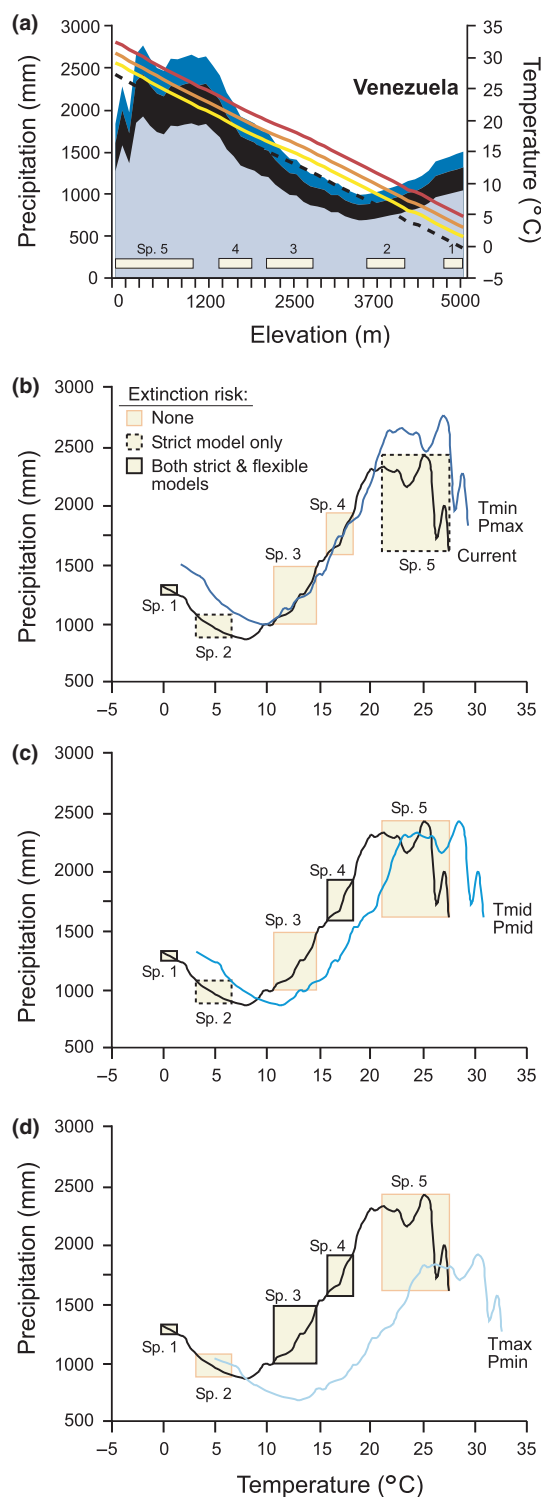 (a)
3000
2500
2000
1500
1000
500
0
Precipitation (mm)
35
30
25
20
15
10
5
0
–5
Temperature (°C)
Venezuela
Sp. 5
4
3
2
1
0
1200
2500
3700
5000
Elevation (m)
(b)
3000
2500
2000
1500
1000
500
Precipitation (mm)
Extinction risk:
None
Strict model only
Both strict & flexible
models
Sp. 1
Sp. 2
Sp. 3
Sp. 4
Sp. 5
Tmin
Pmax
Current
–5
0
5
10
15
20
25
30
35
(c)
3000
2500
2000
1500
1000
500
Precipitation (mm)
Sp. 1
Sp. 2
Sp. 3
Sp. 4
Sp. 5
Tmid
Pmid
–5
0
5
10
15
20
25
30
35
(d)
3000
2500
2000
1500
1000
500
Precipitation (mm)
Sp. 1
Sp. 2
Sp. 3
Sp. 4
Sp. 5
Tmax
Pmin
–5
0
5
10
15
20
25
30
35
Temperature (°C)